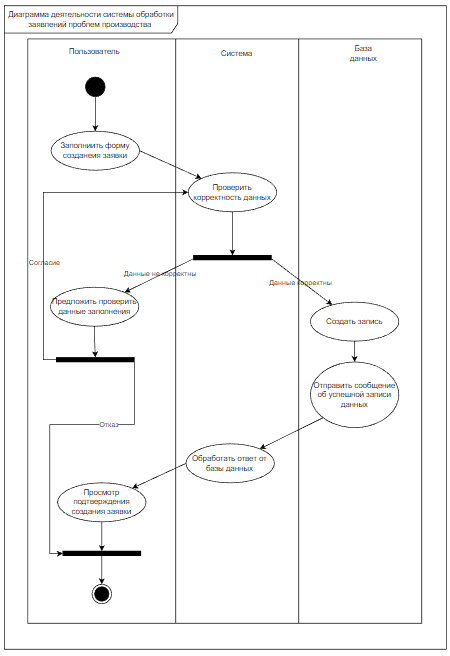 Диаграмма деятельности системы обработки
заявлений проблем производства
Пользователь
Система
База
данных
Заполниить форму
созданеия заявки
Проверить
корректность данных
Согласие
Данные не корректны
Данные корректны
Предложить проверить
данные заполнения
Создать запись
Отправить сообщение
об успешной записи
данных
Отказ
Обработать ответ от
базы данных
Просмотр
подтверждения
создания заявки